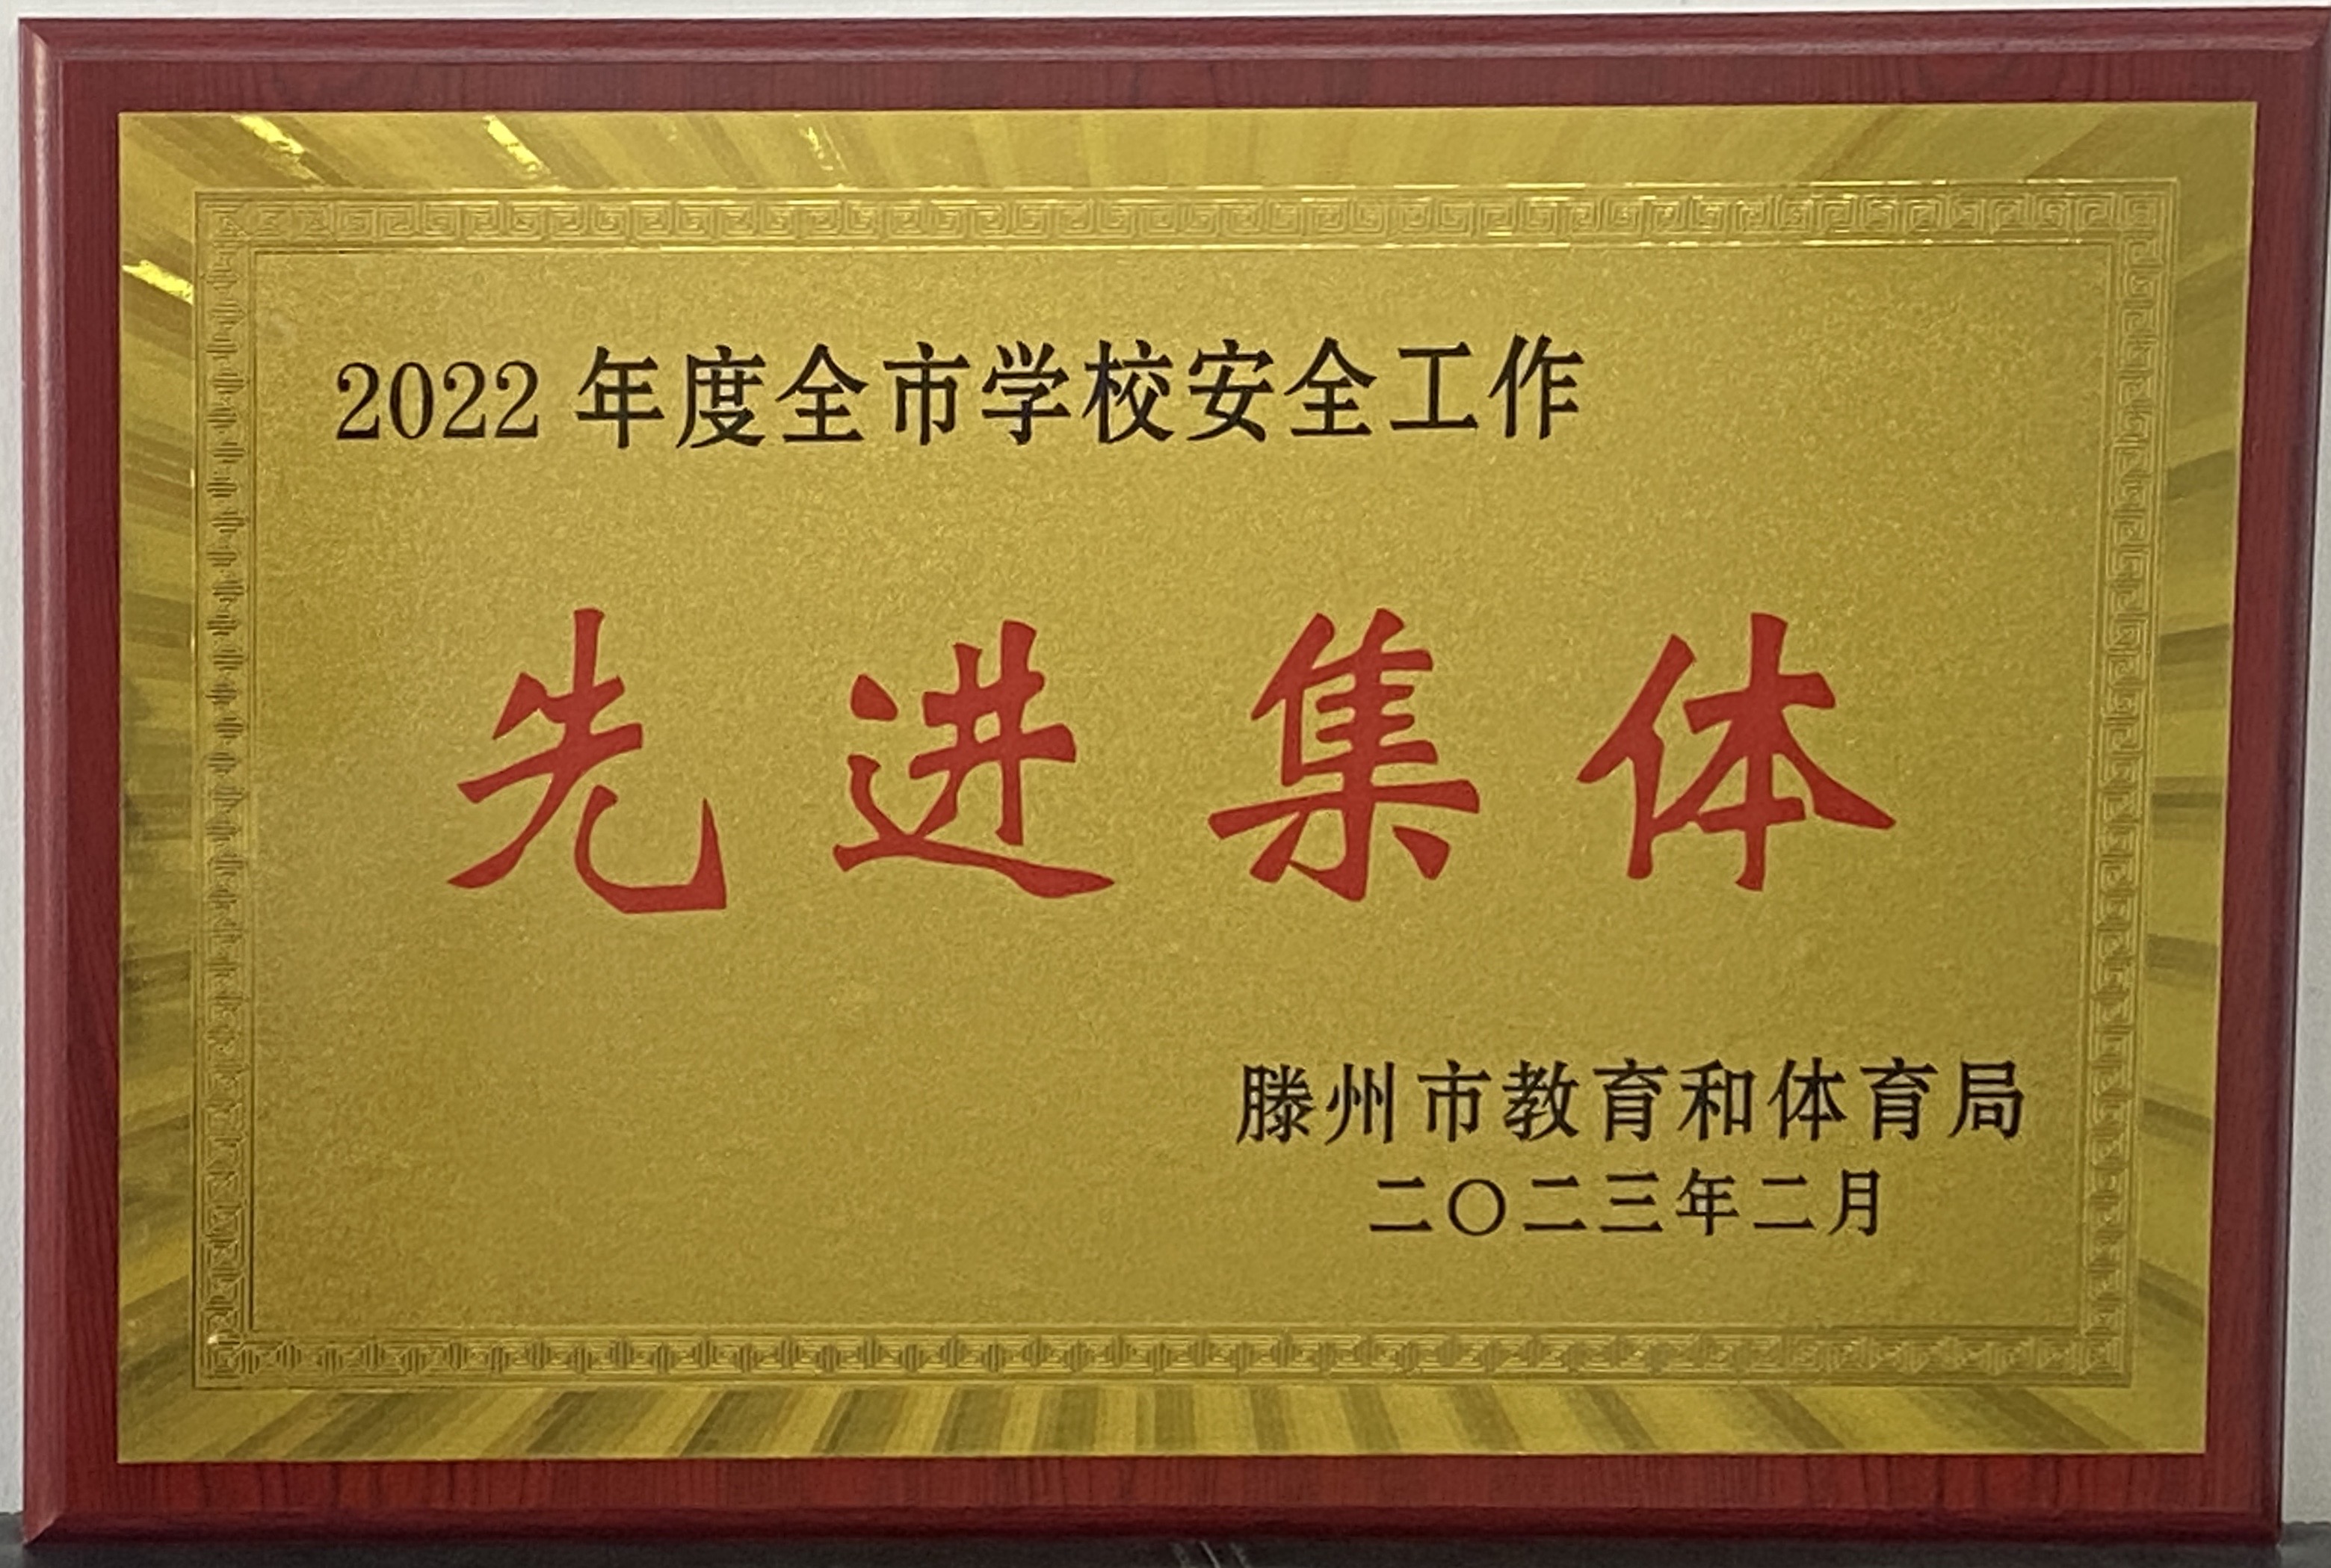 2022 年度全市学校安全工作
先进集体
滕州市教育和体育局
二〇二三年二月